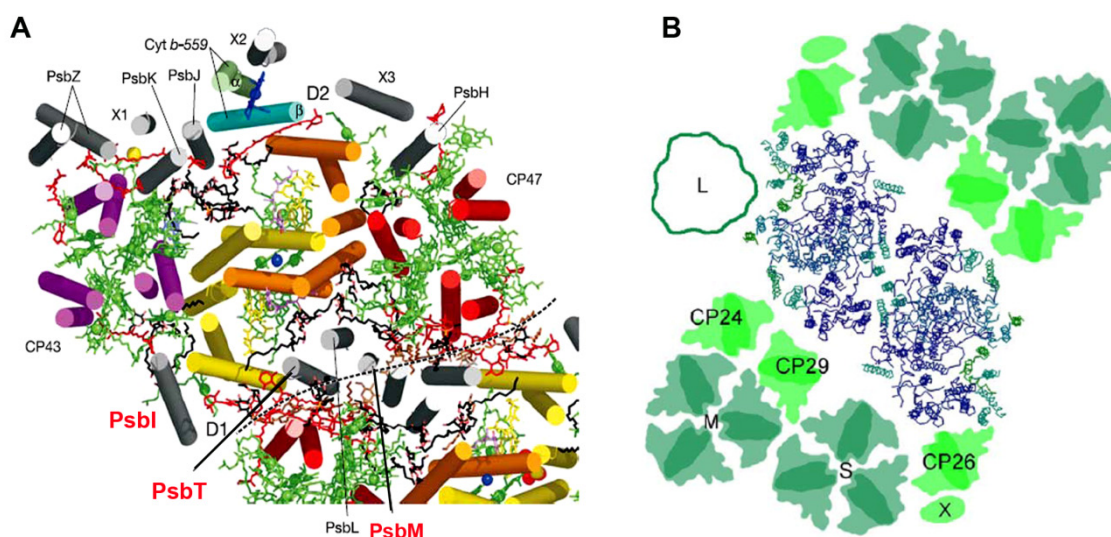 A
Cyt b-559
X2
α
PsbZ
PsbK
PsbJ
X1
D2
X3
β
PsbH
CP47
CP43
PsbI
D1
PsbT
PsbL
PsbM
B
L
CP24
CP29
M
S
CP26
X